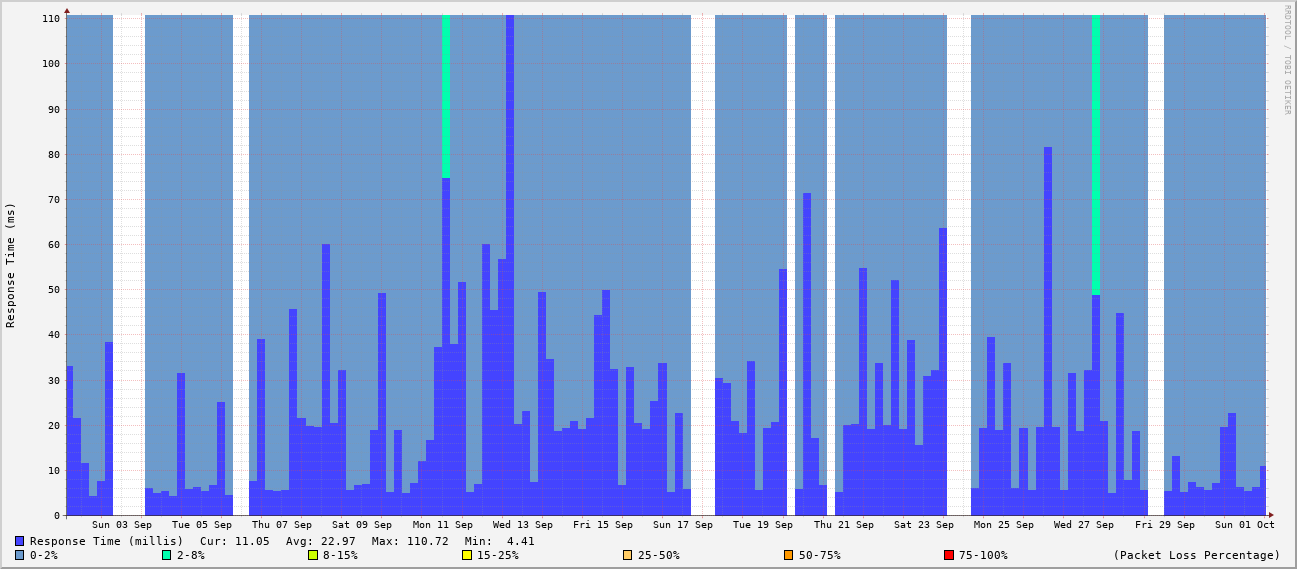 RRDTOOL / TOBI OETIKER
Response Time (ms)
110
100
90
80
70
60
50
40
30
20
10
0
Sun 03 Sep Tue 05 Sep Thu 07 Sep Sat 09 Sep Mon 11 Sep Wed 13 Sep Fri 15 Sep Sun 17 Sep Tue 19 Sep Thu 21 Sep Sat 23 Sep Mon 25 Sep Wed 27 Sep Fri 29 Sep Sun 01 Oct
Response Time (millis) Cur: 11.05 Avg: 22.97 Max: 110.72 Min: 4.41
0-2% 2-8% 8-15% 15-25% 25-50% 50-75% 75-100% (Packet Loss Percentage)